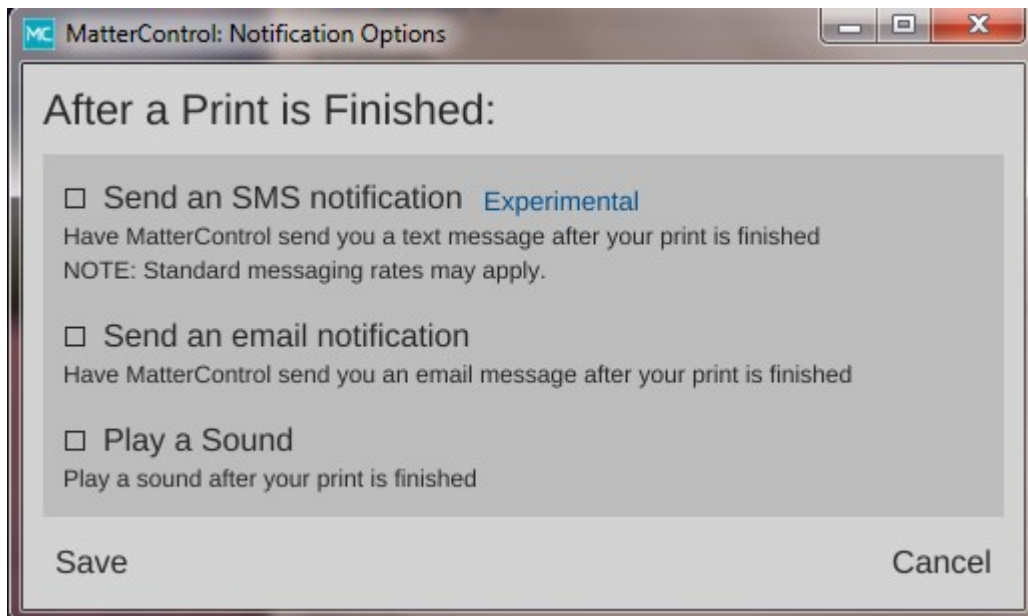 MC MatterControl: Notification Options
After a Print is Finished:
Send an SMS notification Experimental
Have MatterControl send you a text message after your print is finished
NOTE: Standard messaging rates may apply.
Send an email notification
Have MatterControl send you an email message after your print is finished
Play a Sound
Play a sound after your print is finished
Save Cancel